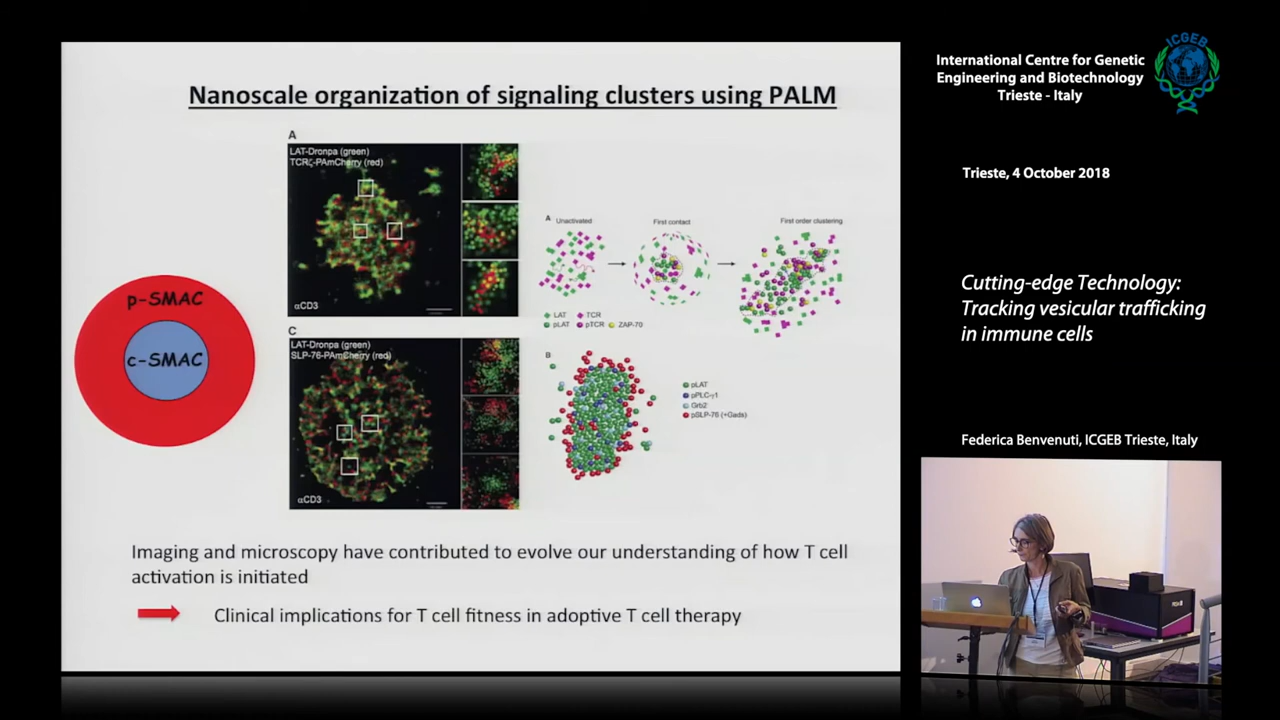 Nanoscale organization of signaling clusters using PALM
A
LAT-Dronpa (green)
TCRζ-PAmCherry (red)
αCD3
p-SMAC
c-SMAC
C
LAT-Dronpa (green)
SLP-76-PAmCherry (red)
αCD3
A
Unactivated
First contact
First order clustering
LAT
TCR
pLAT
pTCR
ZAP-70
B
pLAT
pPLC-γ1
Grb2
pSLP-76 (+Gads)
Imaging and microscopy have contributed to evolve our understanding of how T cell
activation is initiated
Clinical implications for T cell fitness in adoptive T cell therapy
International Centre for Genetic
Engineering and Biotechnology
Trieste - Italy
ICGEB
Trieste, 4 October 2018
Cutting-edge Technology:
Tracking vesicular trafficking
in immune cells
Federica Benvenuti, ICGEB Trieste, Italy